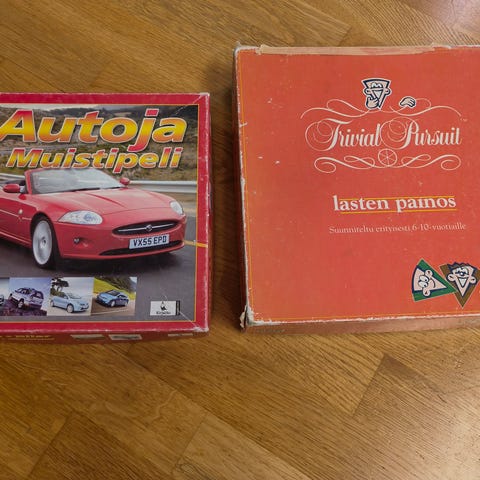 Autoja
Muistipeli
VX55 EPD
Trivial Pursuit
lasten painos
Suunniteltu erityisesti 6-10-vuotiaille